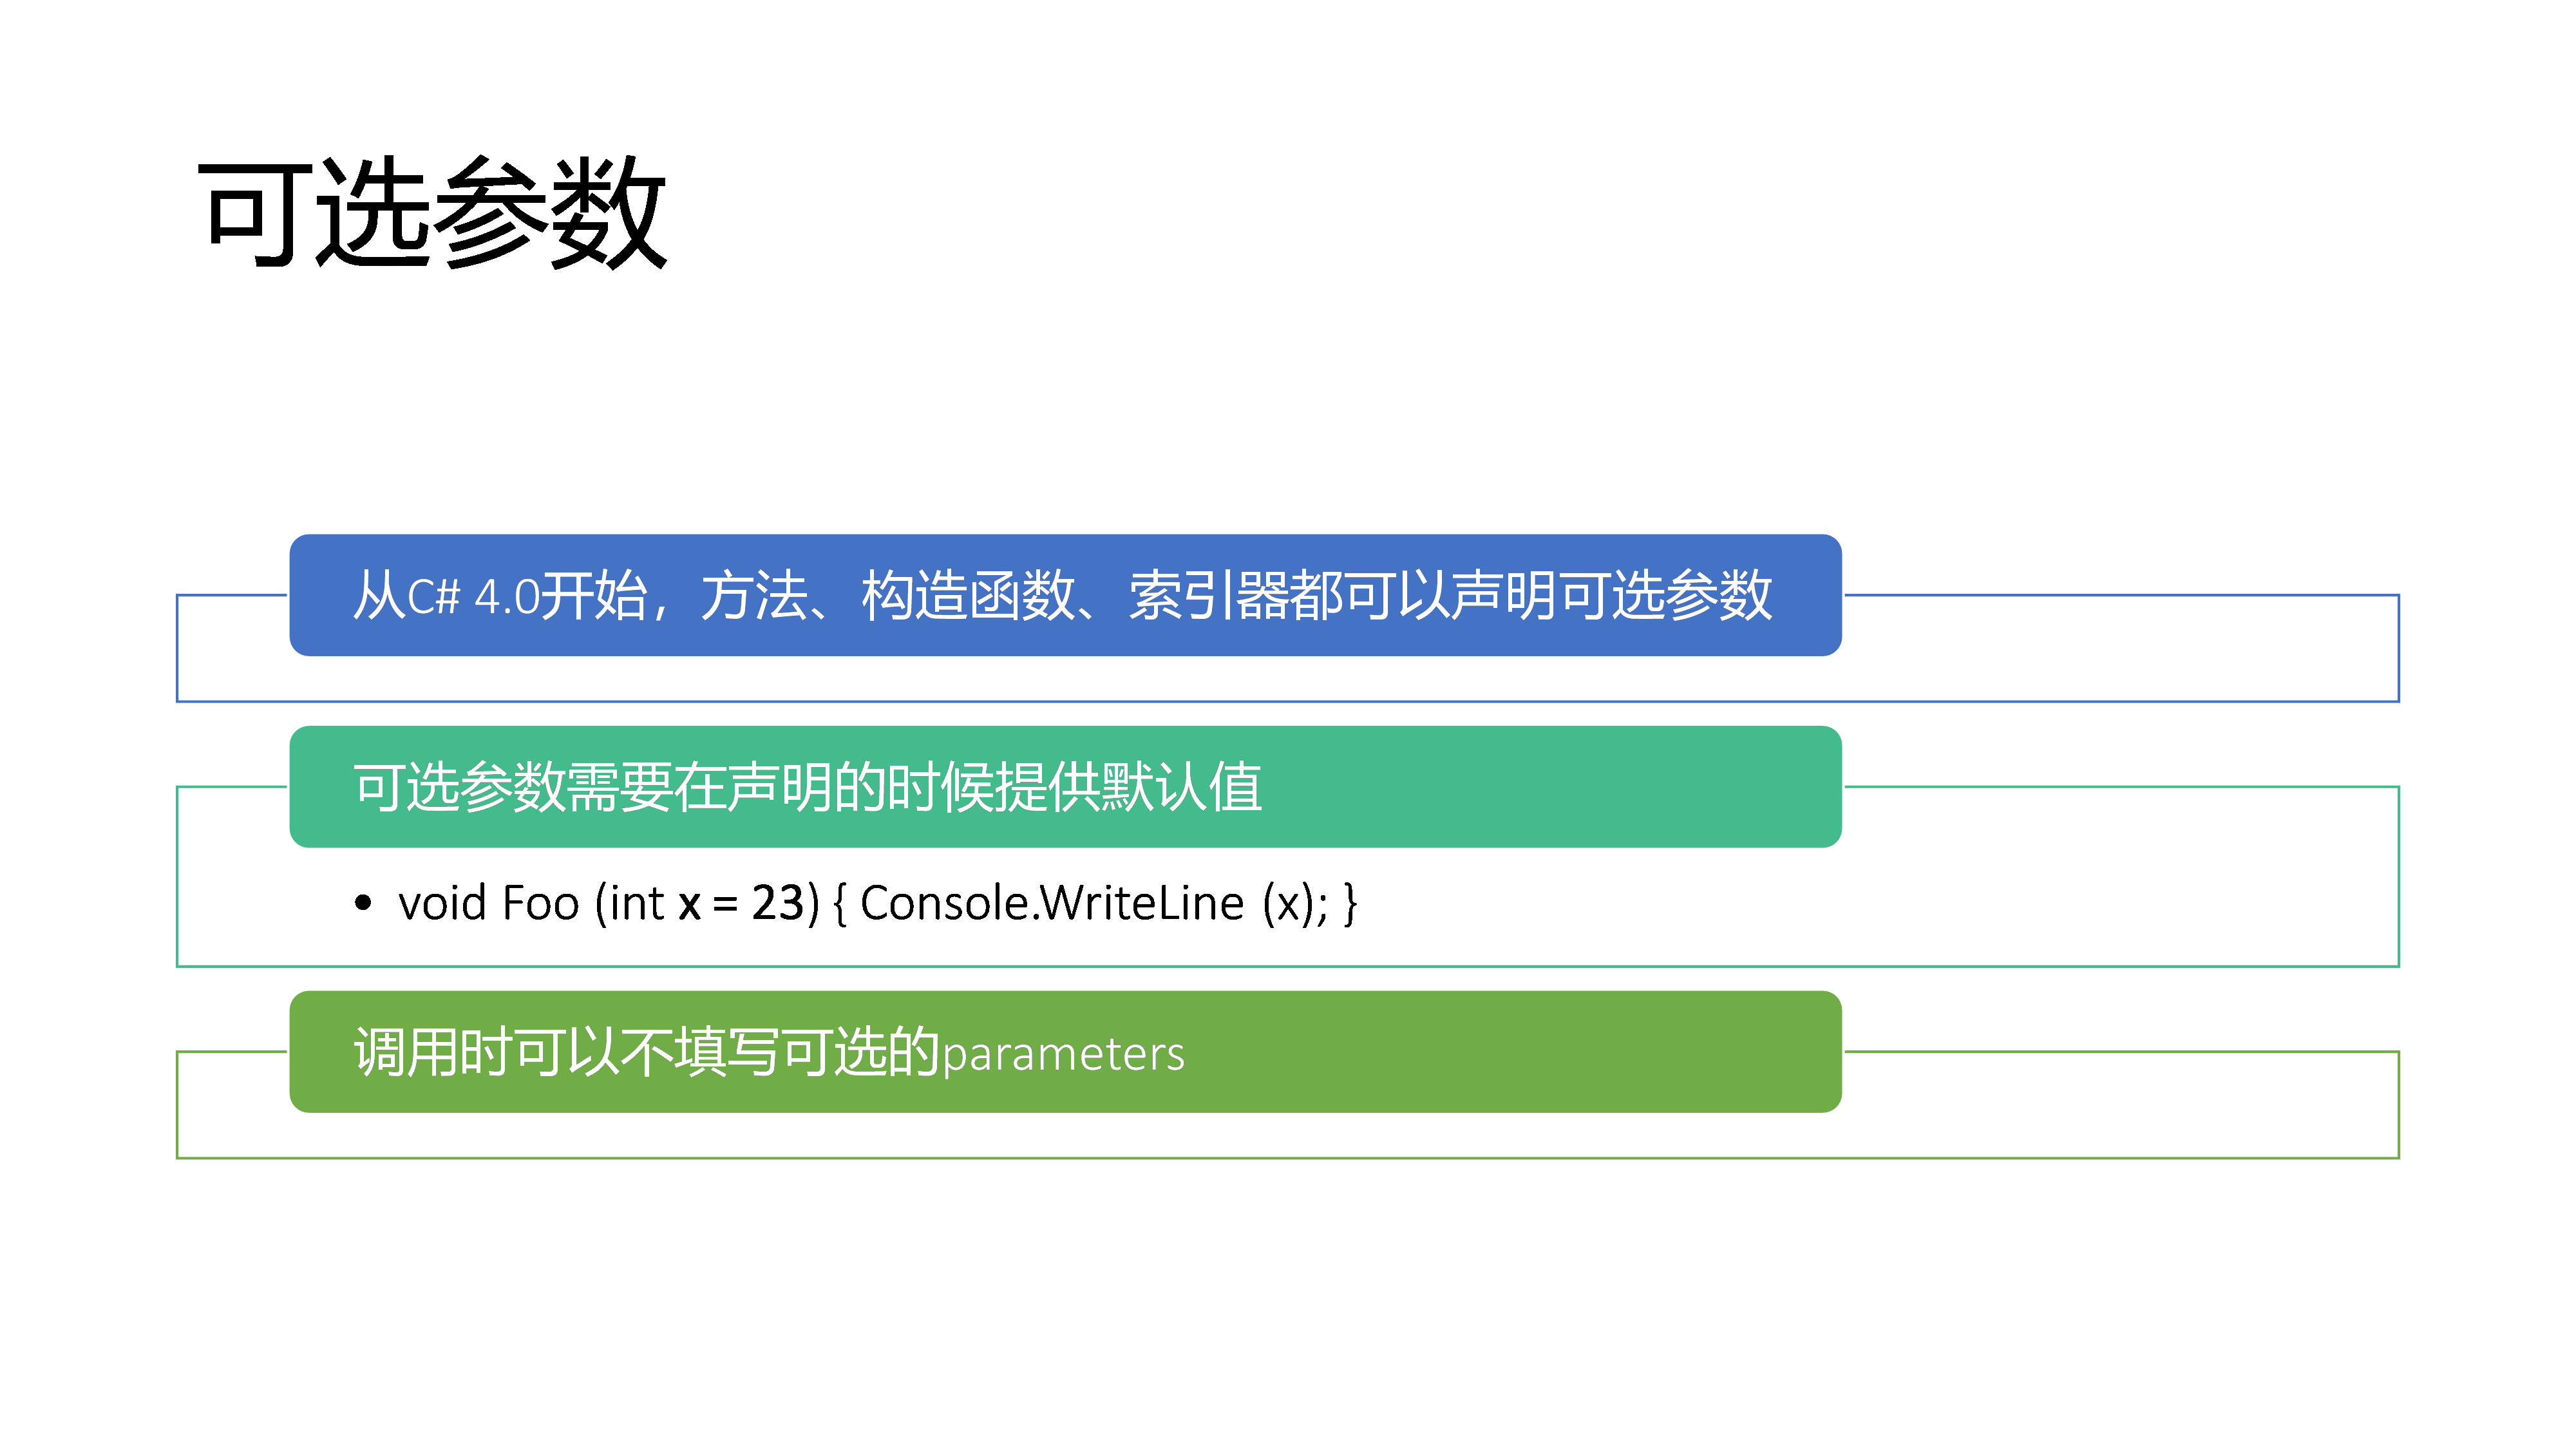 可选参数
从C# 4.0开始，方法、构造函数、索引器都可以声明可选参数
可选参数需要在声明的时候提供默认值
• void Foo (int x = 23) { Console.WriteLine (x); }
调用时可以不填写可选的parameters